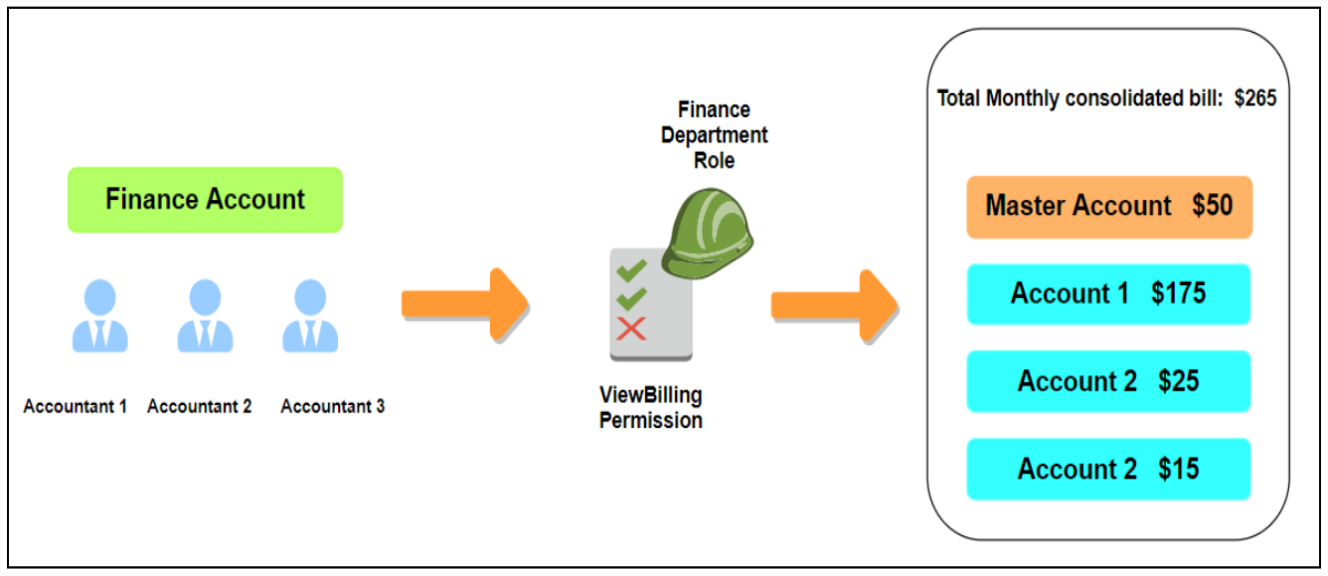 Finance Account
Accountant 1
Accountant 2
Accountant 3
Finance
Department
Role
ViewBilling
Permission
Total Monthly consolidated bill: $265
Master Account $50
Account 1 $175
Account 2 $25
Account 2 $15